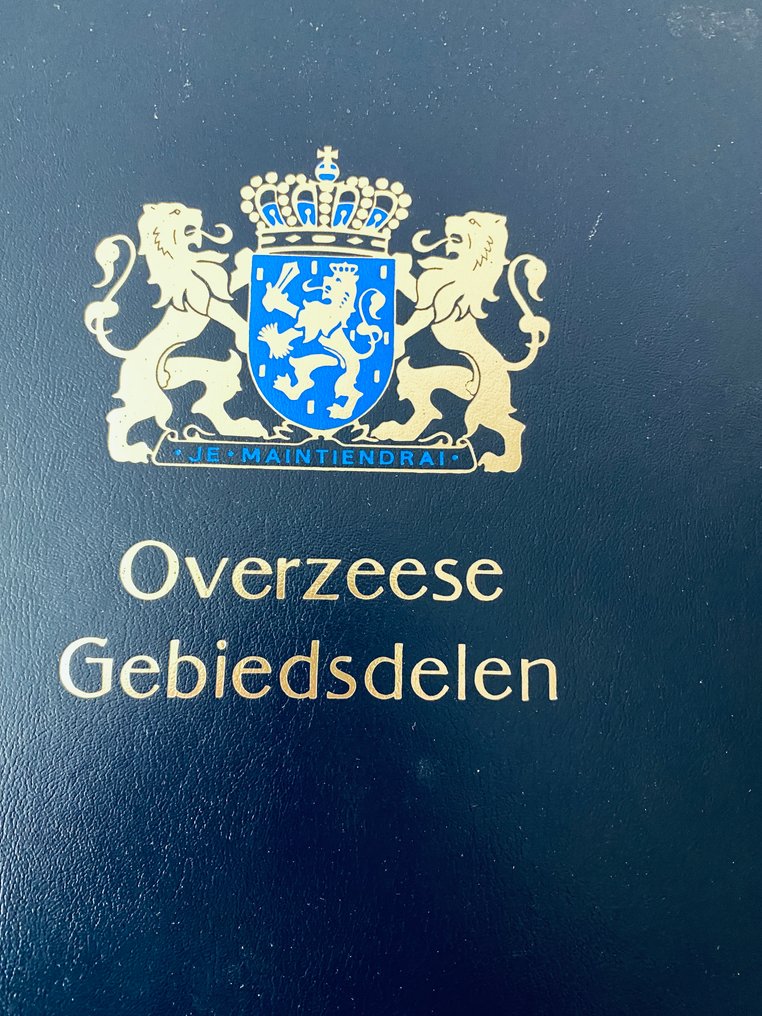 · JE · MAINTIENDRAI ·
Overzeese
Gebiedsdelen